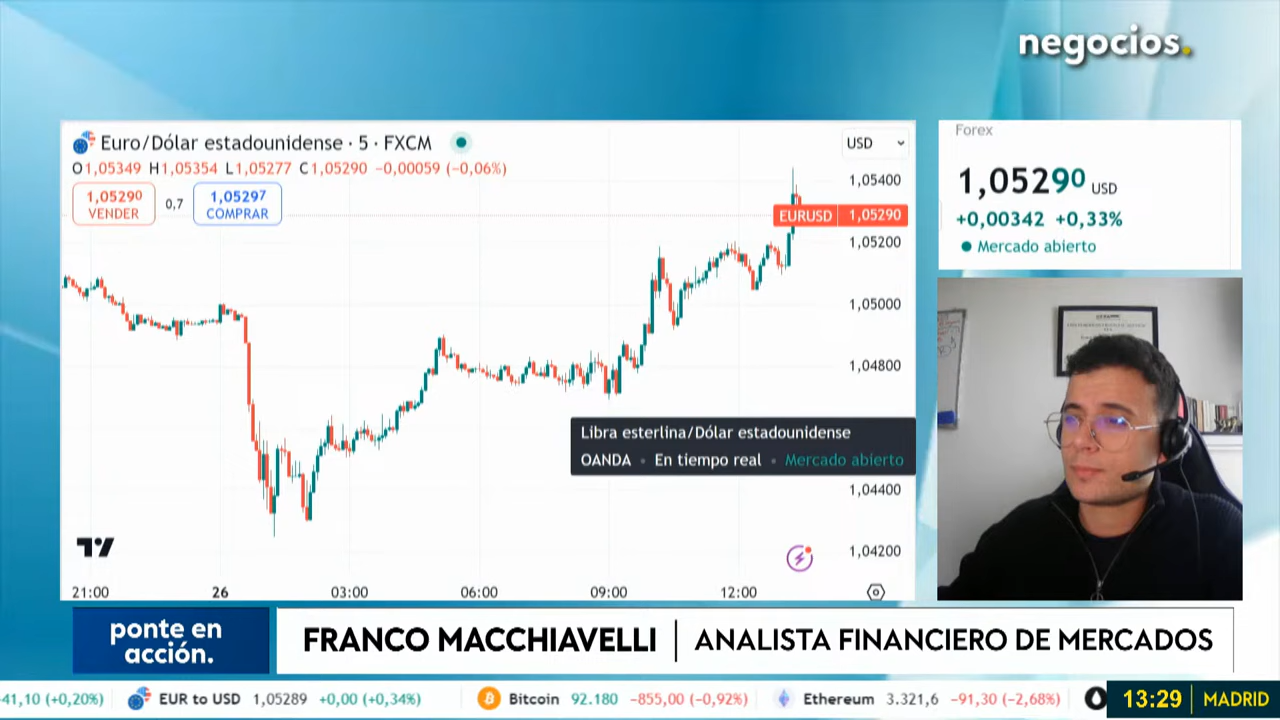 negocios.
Euro/Dólar estadounidense · 5 · FXCM
USD
O1,05349 H1,05354 L1,05277 C1,05290 −0,00059 (−0,06%)
1,05290
VENDER
0,7
1,05297
COMPRAR
1,05400
EURUSD 1,05290
1,05200
1,05000
1,04800
Libra esterlina/Dólar estadounidense
OANDA • En tiempo real • Mercado abierto
1,04400
1,04200
21:00 26 03:00 06:00 09:00 12:00
Forex
1,05290 USD
+0,00342 +0,33%
Mercado abierto
ponte en
acción.
FRANCO MACCHIAVELLI | ANALISTA FINANCIERO DE MERCADOS
41,10 (+0,20%) EUR to USD 1,05289 +0,00 (+0,34%) Bitcoin 92.180 −855,00 (−0,92%) Ethereum 3.321,6 −91,30 (−2,68%) 13:29 MADRID